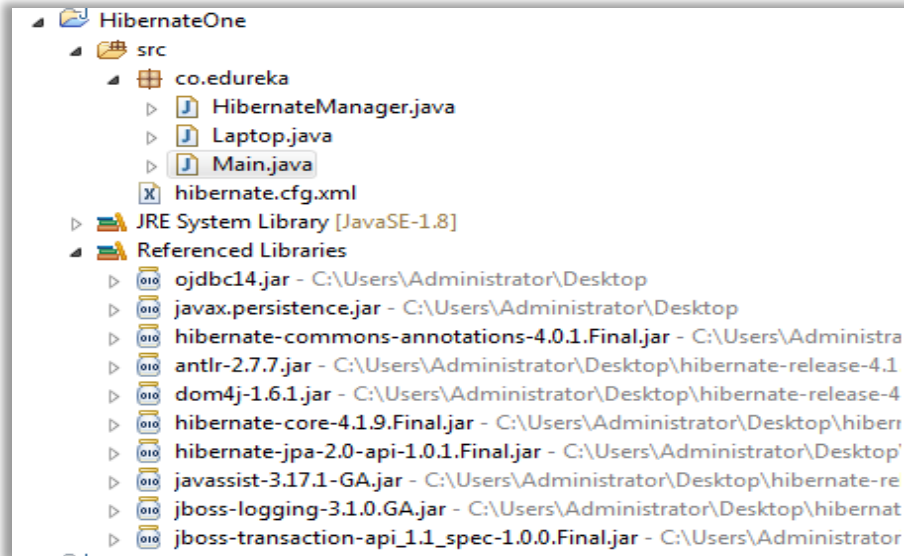 HibernateOne
src
co.edureka
HibernateManager.java
Laptop.java
Main.java
hibernate.cfg.xml
JRE System Library [JavaSE-1.8]
Referenced Libraries
ojdbc14.jar - C:\Users\Administrator\Desktop
javax.persistence.jar - C:\Users\Administrator\Desktop
hibernate-commons-annotations-4.0.1.Final.jar - C:\Users\Administra
antlr-2.7.7.jar - C:\Users\Administrator\Desktop\hibernate-release-4.1
dom4j-1.6.1.jar - C:\Users\Administrator\Desktop\hibernate-release-4
hibernate-core-4.1.9.Final.jar - C:\Users\Administrator\Desktop\hiber
hibernate-jpa-2.0-api-1.0.1.Final.jar - C:\Users\Administrator\Desktop
javassist-3.17.1-GA.jar - C:\Users\Administrator\Desktop\hibernate-re
jboss-logging-3.1.0.GA.jar - C:\Users\Administrator\Desktop\hibernat
jboss-transaction-api_1.1_spec-1.0.0.Final.jar - C:\Users\Administrator